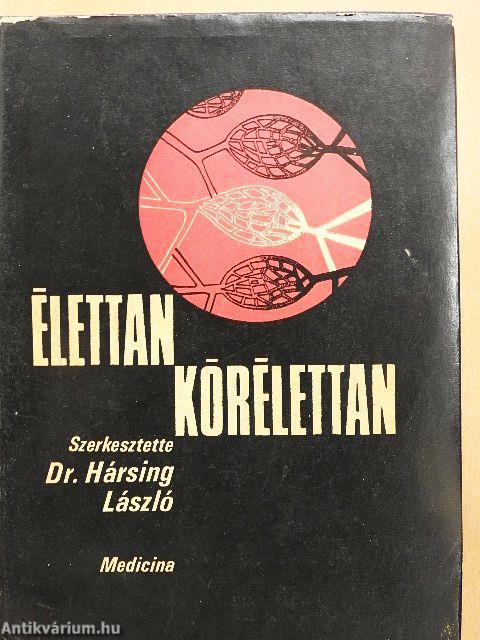 ÉLETTAN
KÓRÉLETTAN
Szerkesztette
Dr. Hársing
László
Medicina
Antikvárium.hu